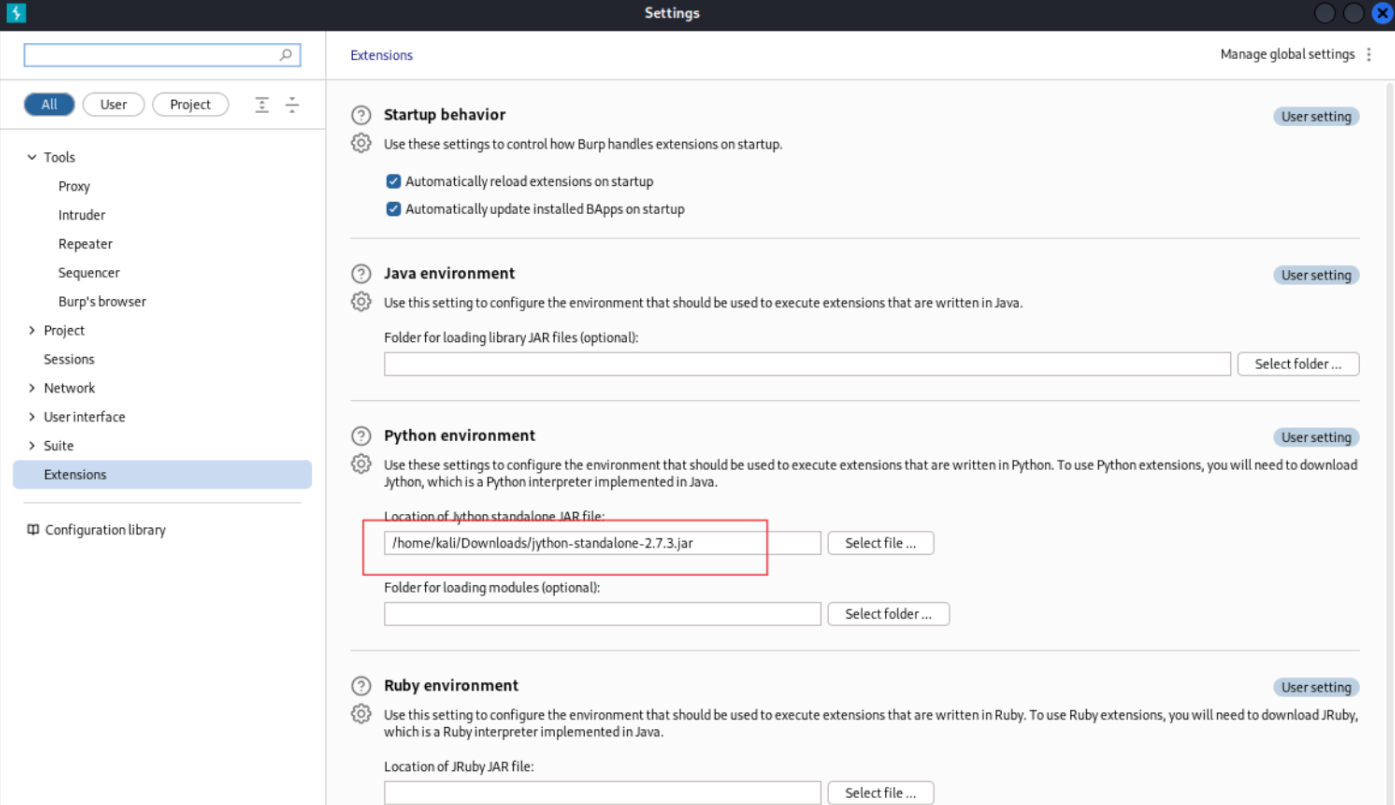 Settings
Extensions
Manage global settings
All
User
Project
Tools
Proxy
Intruder
Repeater
Sequencer
Burp's browser
Project
Sessions
Network
User interface
Suite
Extensions
Configuration library
Startup behavior
User setting
Use these settings to control how Burp handles extensions on startup.
Automatically reload extensions on startup
Automatically update installed BApps on startup
Java environment
User setting
Use this setting to configure the environment that should be used to execute extensions that are written in Java.
Folder for loading library JAR files (optional):
Select folder ...
Python environment
User setting
Use these settings to configure the environment that should be used to execute extensions that are written in Python. To use Python extensions, you will need to download
Jython, which is a Python interpreter implemented in Java.
Location of Jython standalone JAR file:
/home/kali/Downloads/jython-standalone-2.7.3.jar
Select file ...
Folder for loading modules (optional):
Select folder ...
Ruby environment
User setting
Use this setting to configure the environment that should be used to execute extensions that are written in Ruby. To use Ruby extensions, you will need to download JRuby,
which is a Ruby interpreter implemented in Java.
Location of JRuby JAR file:
Select file ...